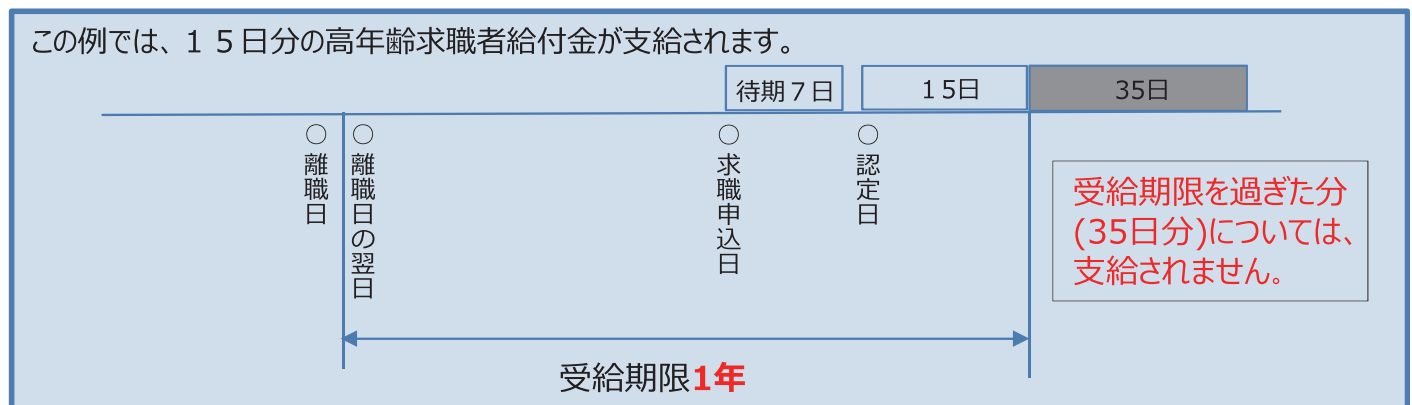 この例では、１５日分の高年齢求職者給付金が支給されます。
待期７日
１５日
35日
○離職日
○離職日の翌日
○求職申込日
○認定日
受給期限を過ぎた分
(35日分)については、
支給されません。
受給期限1年